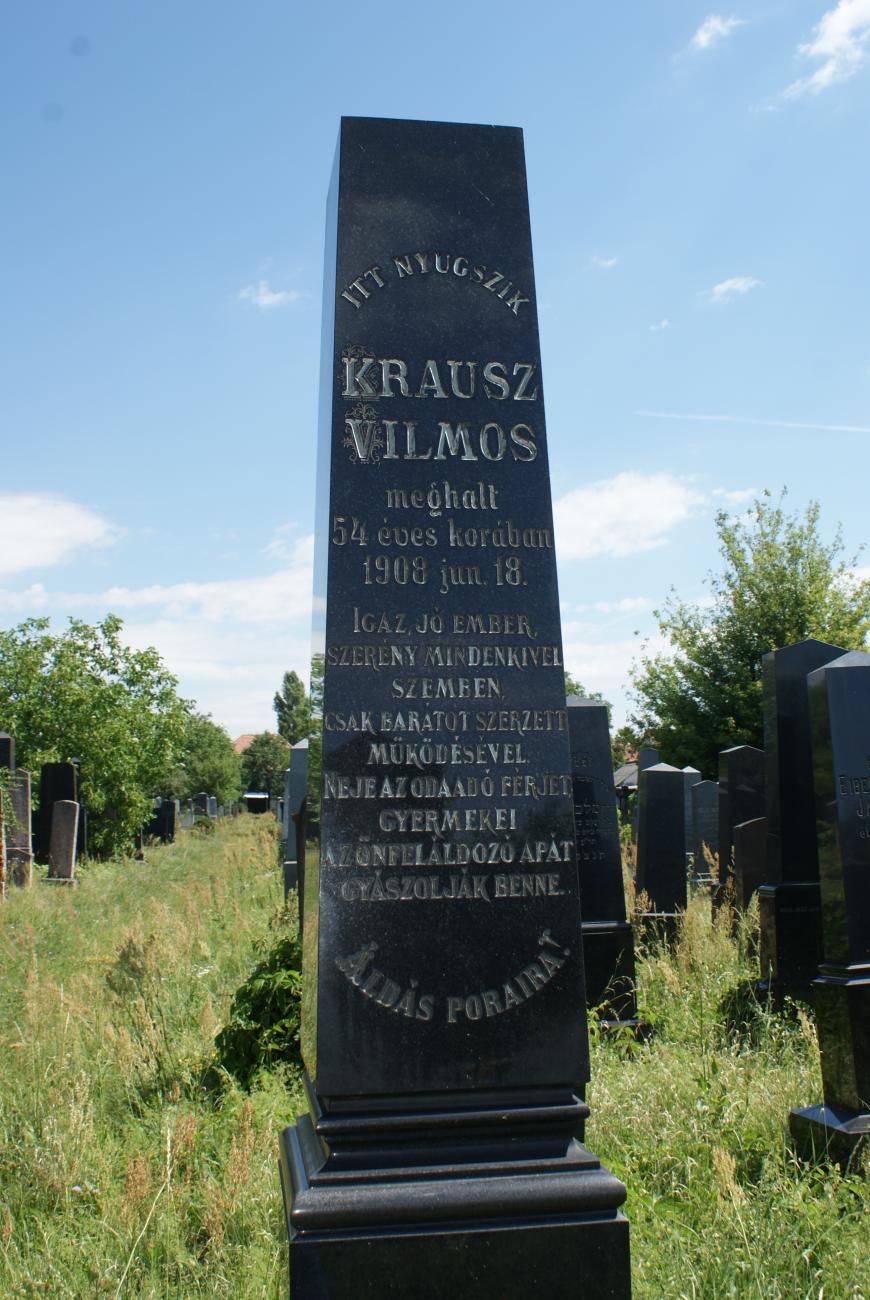 ITT NYUGSZIK
KRAUSZ
VILMOS
meghalt
54 éves korában
1908 jun. 18.
IGAZ, JÓ EMBER,
SZERÉNY MINDENKIVEL
SZEMBEN,
CSAK BARÁTOT SZERZETT
MŰKÖDÉSÉVEL.
NEJE AZ ODAADÓ FÉRJET,
GYERMEKEI
AZ ÖNFELÁLDOZÓ APÁT
GYÁSZOLJÁK BENNE.
ÁLDÁS PORAIRA!